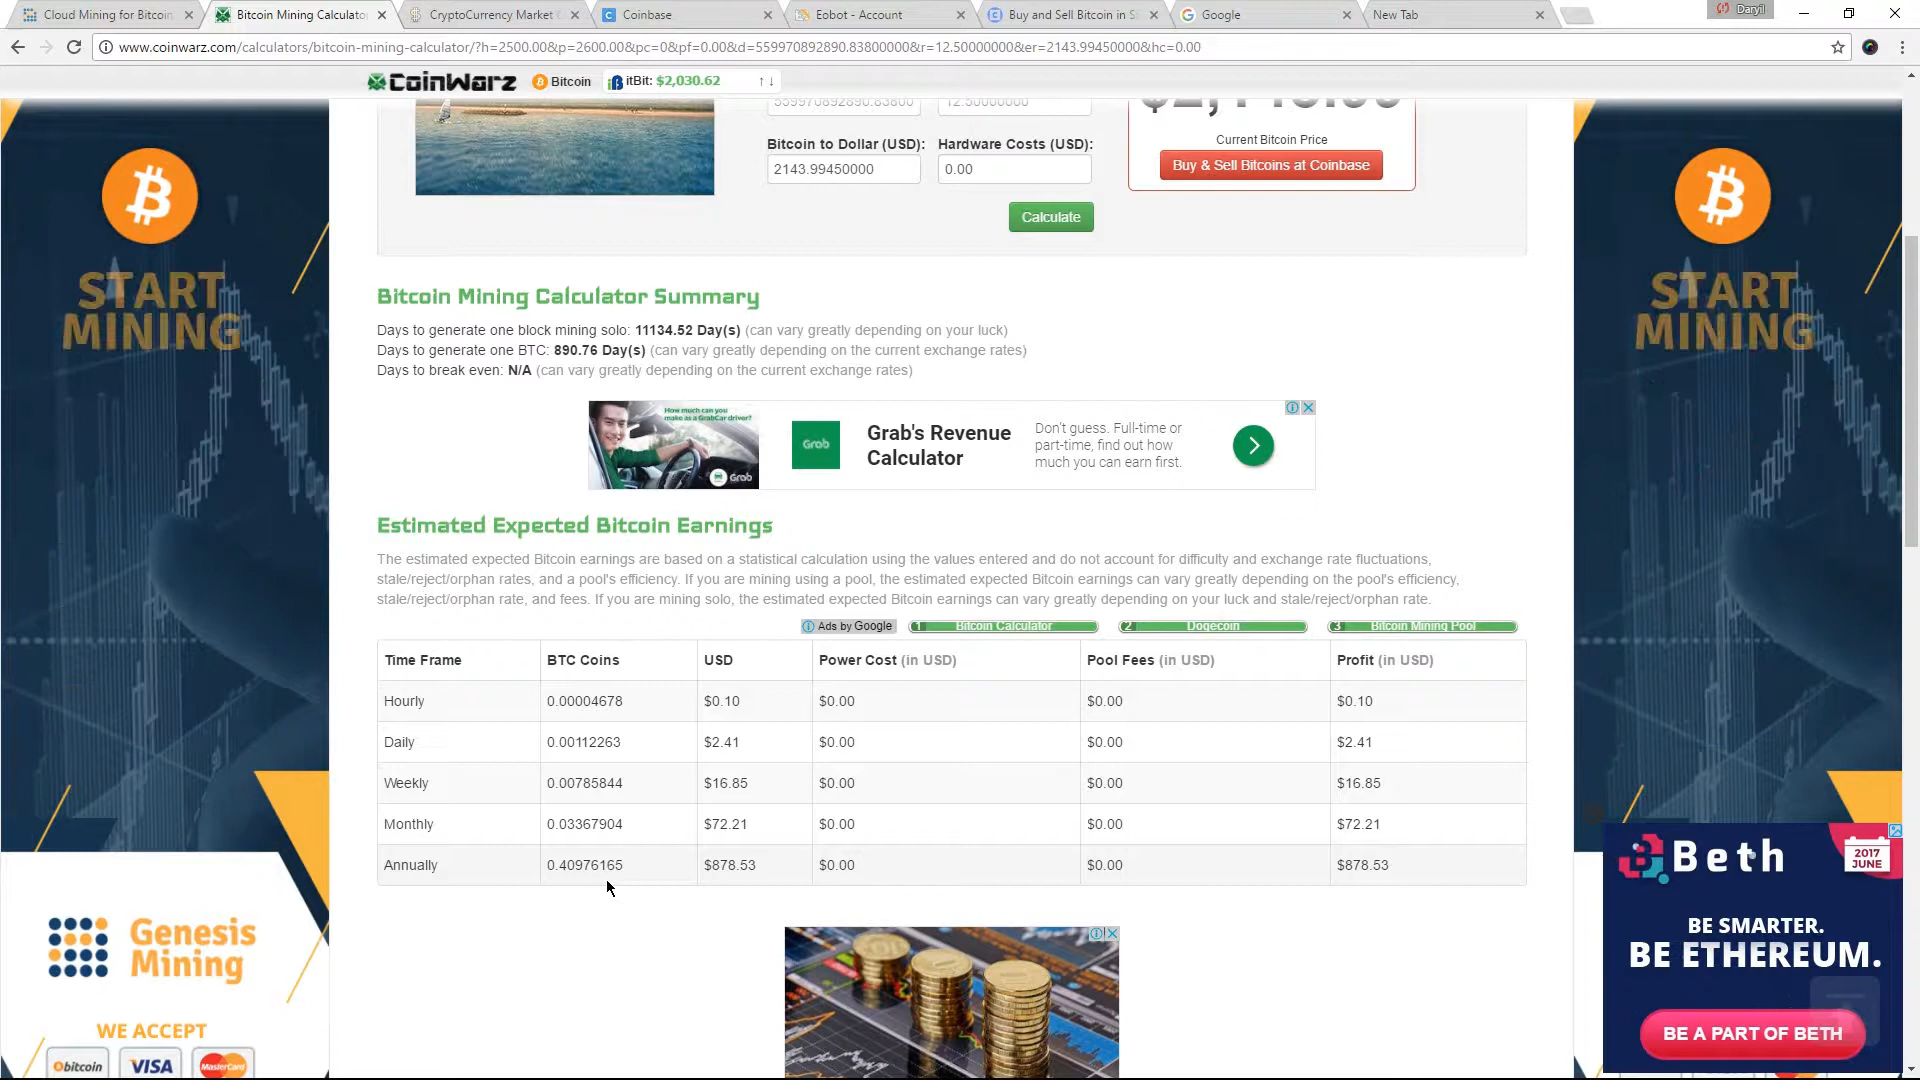 Cloud Mining for Bitcoin
Bitcoin Mining Calculato
CryptoCurrency Market
Coinbase
Eobot - Account
Buy and Sell Bitcoin in S
Google
New Tab
Daryl
www.coinwarz.com/calculators/bitcoin-mining-calculator/?h=2500.00&p=2600.00&pc=0&pf=0.00&d=559970892890.83800000&r=12.50000000&er=2143.99450000&hc=0.00
CoinWarz
Bitcoin
itBit: $2,030.62
559970892890.83800
12.50000000
Bitcoin to Dollar (USD):
Hardware Costs (USD):
2143.99450000
0.00
Current Bitcoin Price
Buy & Sell Bitcoins at Coinbase
Calculate
START
MINING
START
MINING
Bitcoin Mining Calculator Summary
Days to generate one block mining solo: 11134.52 Day(s) (can vary greatly depending on your luck)
Days to generate one BTC: 890.76 Day(s) (can vary greatly depending on the current exchange rates)
Days to break even: N/A (can vary greatly depending on the current exchange rates)
How much can you
make as a GrabCar driver?
Grab
Grab
Grab's Revenue
Calculator
Don't guess. Full-time or
part-time, find out how
much you can earn first.
Estimated Expected Bitcoin Earnings
The estimated expected Bitcoin earnings are based on a statistical calculation using the values entered and do not account for difficulty and exchange rate fluctuations,
stale/reject/orphan rates, and a pool's efficiency. If you are mining using a pool, the estimated expected Bitcoin earnings can vary greatly depending on the pool's efficiency,
stale/reject/orphan rate, and fees. If you are mining solo, the estimated expected Bitcoin earnings can vary greatly depending on your luck and stale/reject/orphan rate.
Ads by Google
1 Bitcoin Calculator
2 Dogecoin
3 Bitcoin Mining Pool
Time Frame BTC Coins USD Power Cost (in USD) Pool Fees (in USD) Profit (in USD)
Hourly 0.00004678 $0.10 $0.00 $0.00 $0.10
Daily 0.00112263 $2.41 $0.00 $0.00 $2.41
Weekly 0.00785844 $16.85 $0.00 $0.00 $16.85
Monthly 0.03367904 $72.21 $0.00 $0.00 $72.21
Annually 0.40976165 $878.53 $0.00 $0.00 $878.53
Genesis
Mining
WE ACCEPT
bitcoin
VISA
MasterCard
Beth
2017
JUNE
BE SMARTER.
BE ETHEREUM.
BE A PART OF BETH